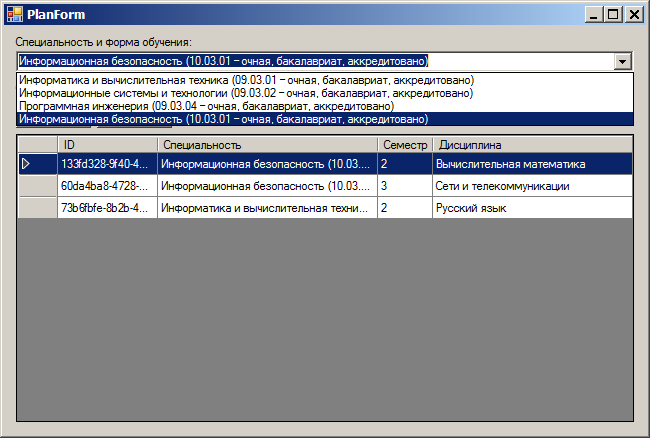 PlanForm
Специальность и форма обучения:
Информационная безопасность (10.03.01 – очная, бакалавриат, аккредитовано)
Информатика и вычислительная техника (09.03.01 – очная, бакалавриат, аккредитовано)
Информационные системы и технологии (09.03.02 – очная, бакалавриат, аккредитовано)
Программная инженерия (09.03.04 – очная, бакалавриат, аккредитовано)
Информационная безопасность (10.03.01 – очная, бакалавриат, аккредитовано)
ID Специальность Семестр Дисциплина
133fd328-9f40-4... Информационная безопасность (10.03.... 2 Вычислительная математика
60da4ba8-4728-... Информационная безопасность (10.03.... 3 Сети и телекоммуникации
73b6fbfe-8b2b-4... Информатика и вычислительная техни... 2 Русский язык